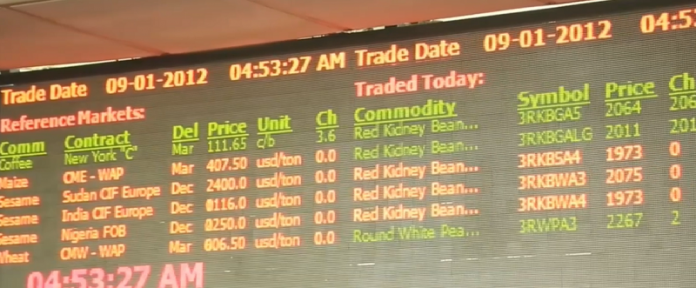 Trade Date 09-01-2012 04:53:27 AM Trade Date 09-01-2012 04:53
Reference Markets:
Comm Contract Del Price Unit Ch
Coffee New York "C" Mar 111.65 c/b 3.6
Maize CME - WAP Mar 407.50 usd/ton 0.0
Sesame Sudan CIF Europe Dec 2400.0 usd/ton 0.0
Sesame India CIF Europe Dec 0116.0 usd/ton 0.0
Sesame Nigeria FOB Dec 0250.0 usd/ton 0.0
Wheat CMW - WAP Mar 006.50 usd/ton 0.0
04:53:27 AM
Traded Today:
Commodity Symbol Price Ch
Red Kidney Bean... 3RKBGA5 2064
Red Kidney Bean... 3RKBGALG 2011 201
Red Kidney Bean... 3RKBSA4 1973 0
Red Kidney Bean... 3RKBWA3 2075 0
Red Kidney Bean... 3RKBWA4 1973 0
Round White Pea... 3RWPA3 2267 2